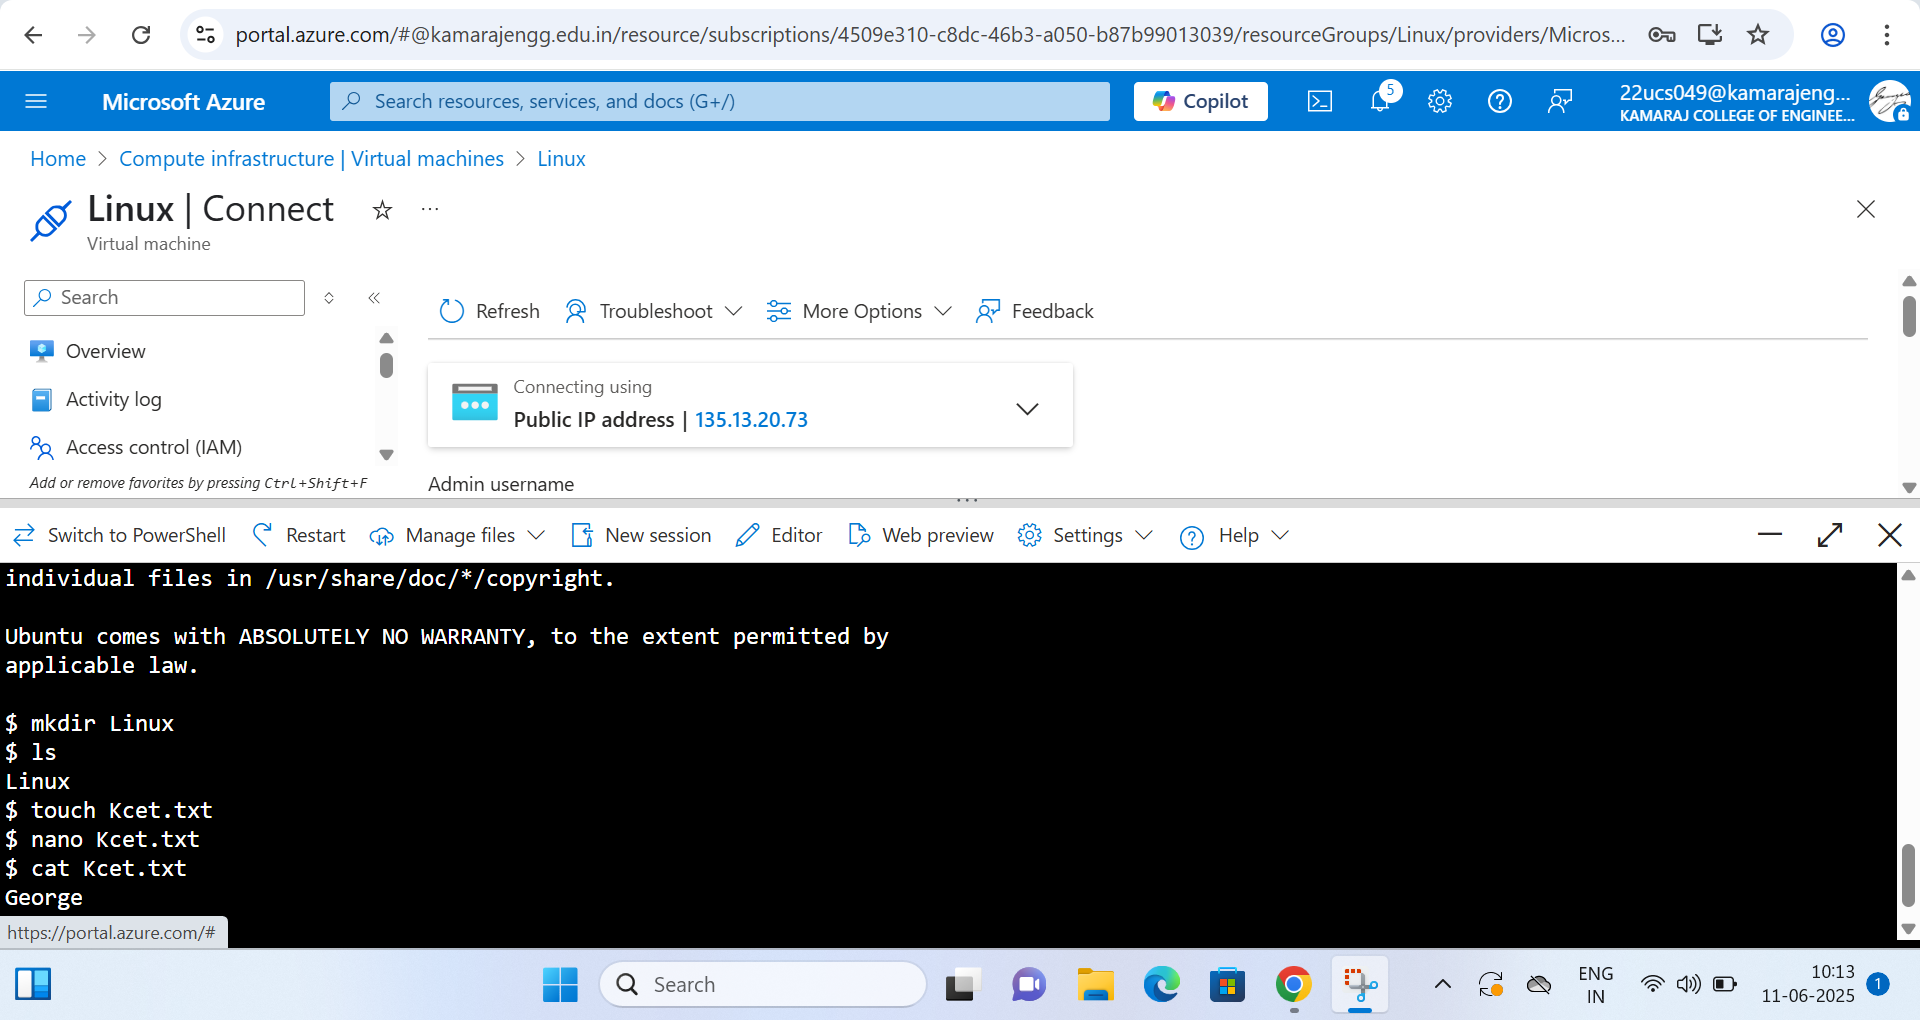 portal.azure.com/#@kamarajengg.edu.in/resource/subscriptions/4509e310-c8dc-46b3-a050-b87b99013039/resourceGroups/Linux/providers/Micros...
Microsoft Azure
Search resources, services, and docs (G+/)
Copilot
5
22ucs049@kamarajeng...
KAMARAJ COLLEGE OF ENGINEE...
Home > Compute infrastructure | Virtual machines > Linux
Linux | Connect
...
Virtual machine
Search
Refresh
Troubleshoot
More Options
Feedback
Overview
Activity log
Access control (IAM)
Add or remove favorites by pressing Ctrl+Shift+F
Connecting using
Public IP address | 135.13.20.73
Admin username
Switch to PowerShell
Restart
Manage files
New session
Editor
Web preview
Settings
Help
individual files in /usr/share/doc/*/copyright.
Ubuntu comes with ABSOLUTELY NO WARRANTY, to the extent permitted by
applicable law.
$ mkdir Linux
$ ls
Linux
$ touch Kcet.txt
$ nano Kcet.txt
$ cat Kcet.txt
George
https://portal.azure.com/#
Search
ENG
IN
10:13
11-06-2025
1